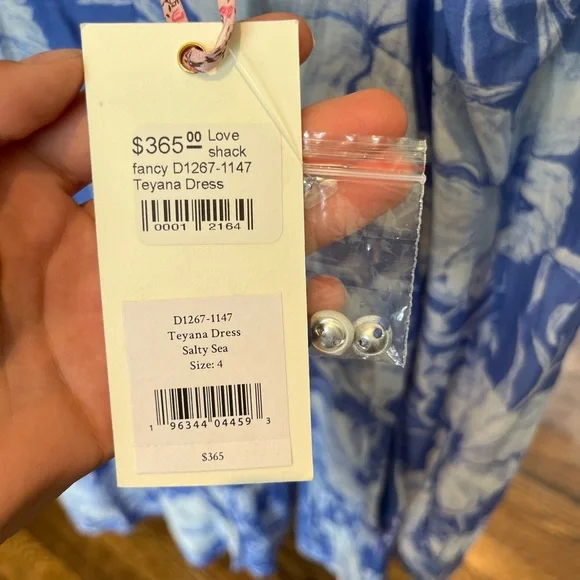 $365.00 Love
shack
fancy D1267-1147
Teyana Dress
0001 2164
D1267-1147
Teyana Dress
Salty Sea
Size: 4
1 96344 04459 3
$365